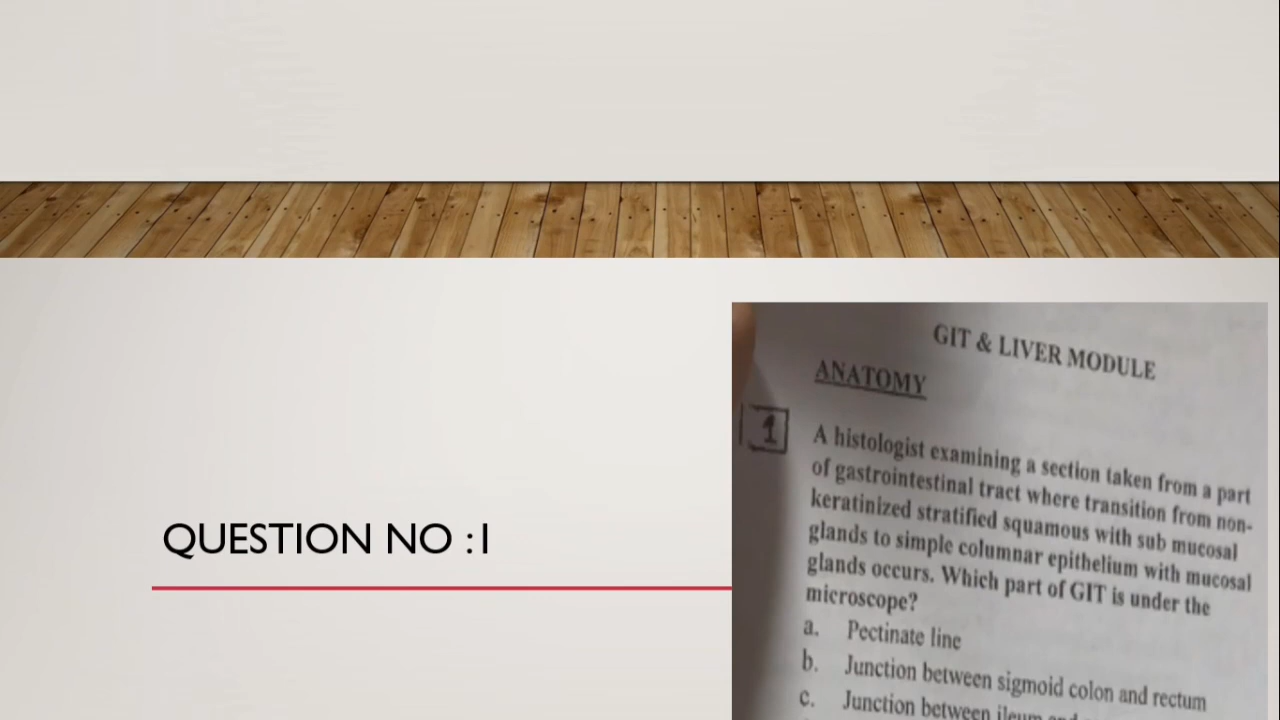 QUESTION NO : 1
GIT & LIVER MODULE
ANATOMY
1
A histologist examining a section taken from a part
of gastrointestinal tract where transition from non-
keratinized stratified squamous with sub mucosal
glands to simple columnar epithelium with mucosal
glands occurs. Which part of GIT is under the
microscope?
a. Pectinate line
b. Junction between sigmoid colon and rectum
c. Junction between ileum and